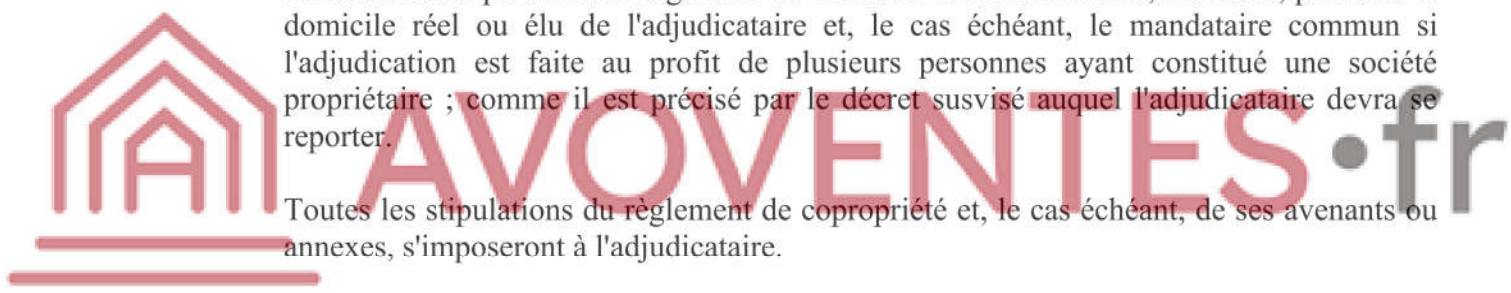 domicile réel ou élu de l'adjudicataire et, le cas échéant, le mandataire commun si
l'adjudication est faite au profit de plusieurs personnes ayant constitué une société
propriétaire ; comme il est précisé par le décret susvisé auquel l'adjudicataire devra se
reporter.
AVOVENTES•fr
Toutes les stipulations du règlement de copropriété et, le cas échéant, de ses avenants ou
annexes, s'imposeront à l'adjudicataire.